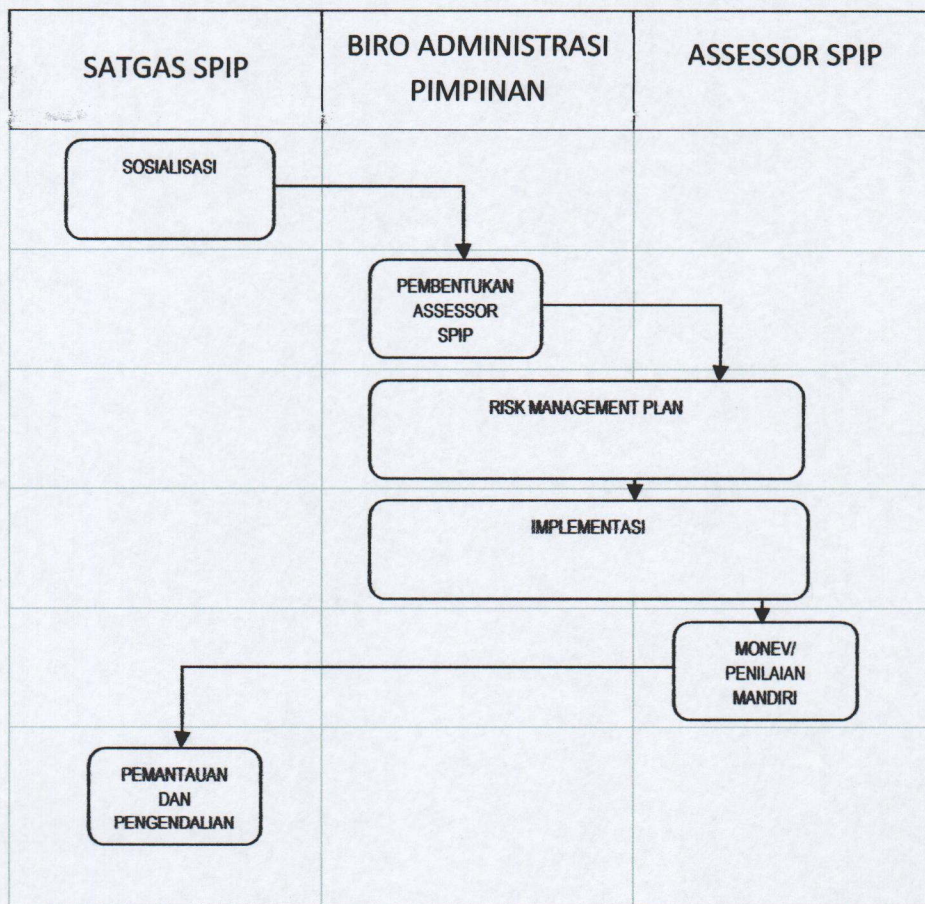 SATGAS SPIP
BIRO ADMINISTRASI
PIMPINAN
ASSESSOR SPIP
SOSIALISASI
PEMBENTUKAN
ASSESSOR
SPIP
RISK MANAGEMENT PLAN
IMPLEMENTASI
MONEV/
PENILAIAN
MANDIRI
PEMANTAUAN
DAN
PENGENDALIAN